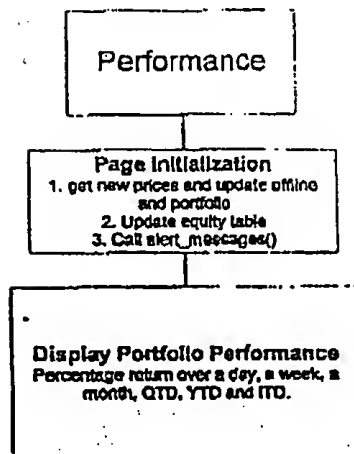 Performance
Page Initialization
1. get new prices and update offline
and portfolio
2. Update equity table
3. Call alert_messages()
Display Portfolio Performance
Percentage return over a day, a week, a
month, QTD, YTD and ITD.